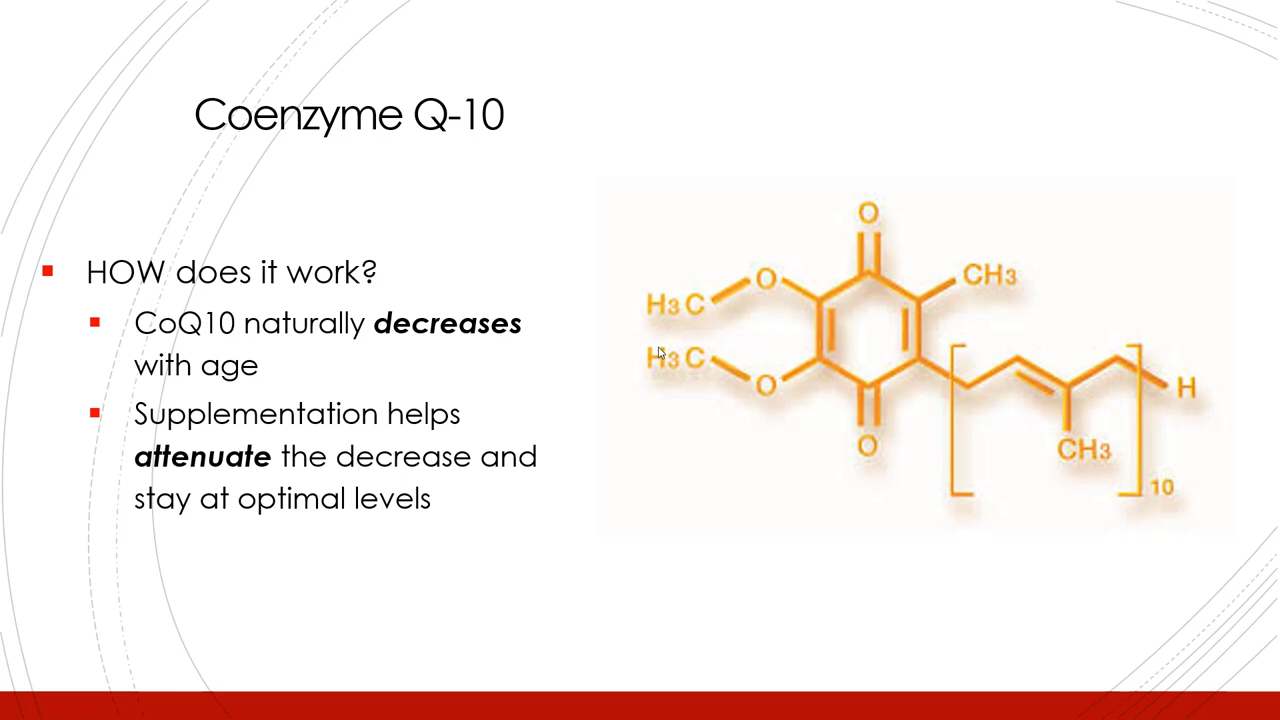 Coenzyme Q-10
HOW does it work?
CoQ10 naturally decreases
with age
Supplementation helps
attenuate the decrease and
stay at optimal levels
O
O
CH3
H3C
H3C
O
H
O
CH3
10